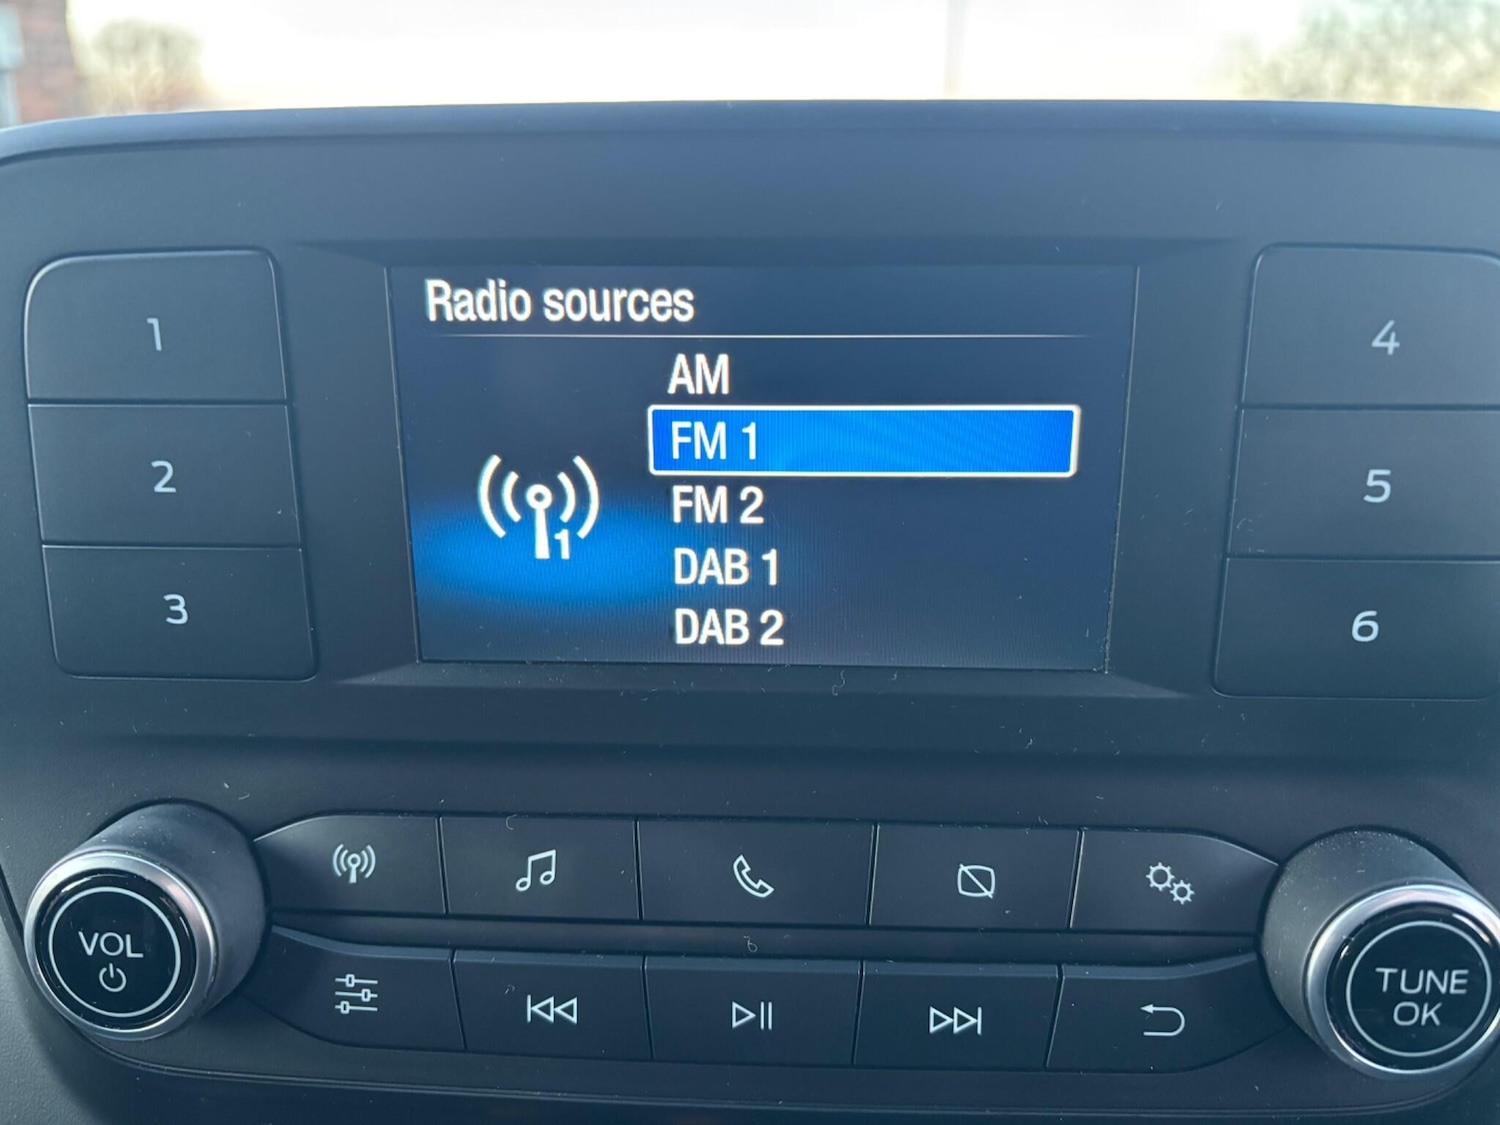 Radio sources
AM
FM 1
FM 2
DAB 1
DAB 2
1
1
2
3
4
5
6
VOL
TUNE
OK